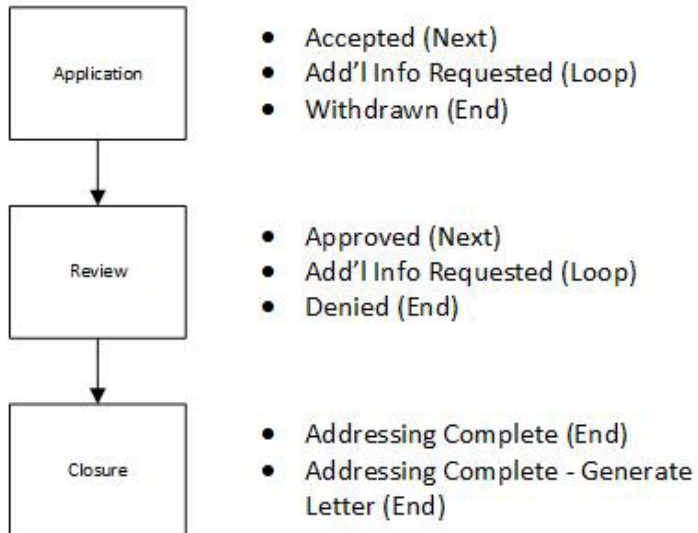 Application
• Accepted (Next)
• Add'l Info Requested (Loop)
• Withdrawn (End)
Review
• Approved (Next)
• Add'l Info Requested (Loop)
• Denied (End)
Closure
• Addressing Complete (End)
• Addressing Complete - Generate
Letter (End)